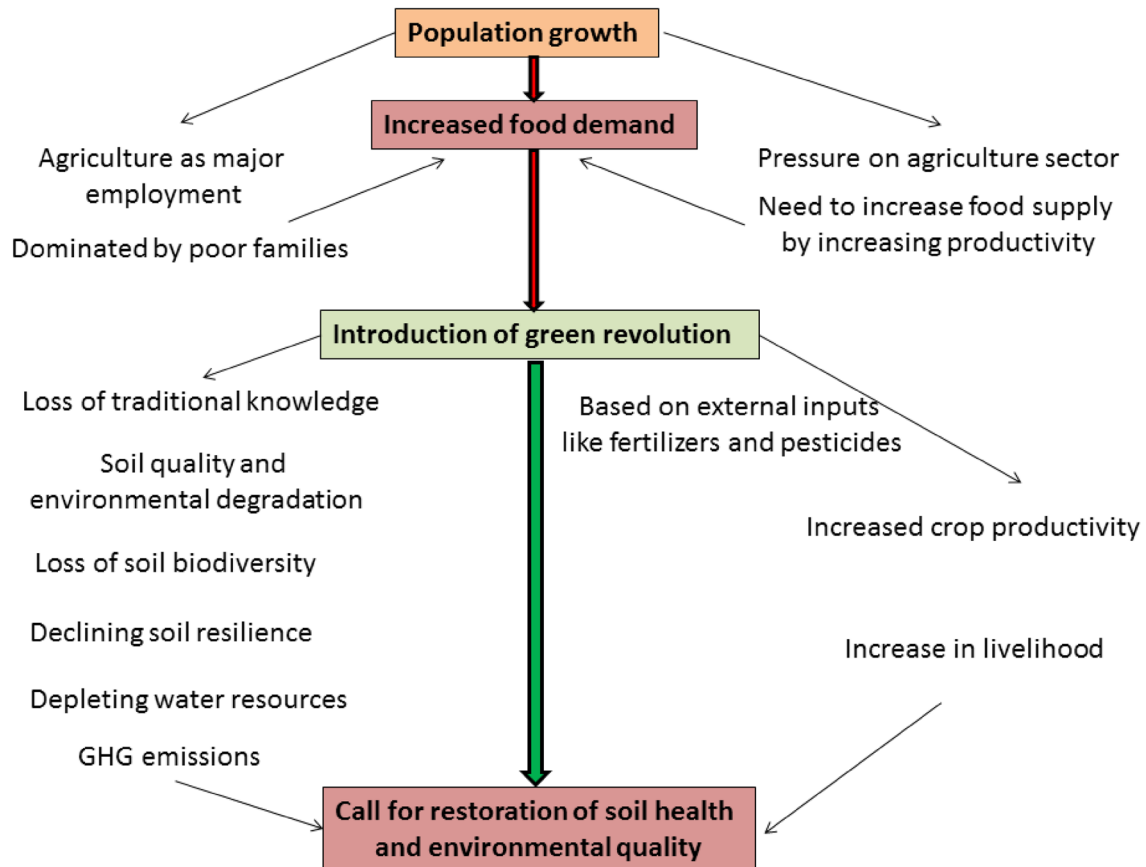 Population growth
Increased food demand
Agriculture as major
employment
Pressure on agriculture sector
Dominated by poor families
Need to increase food supply
by increasing productivity
Introduction of green revolution
Loss of traditional knowledge
Based on external inputs
like fertilizers and pesticides
Soil quality and
environmental degradation
Increased crop productivity
Loss of soil biodiversity
Declining soil resilience
Increase in livelihood
Depleting water resources
GHG emissions
Call for restoration of soil health
and environmental quality